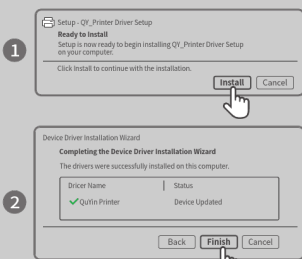 Setup - QY_Printer Driver Setup
Ready to Install
Setup is now ready to begin installing QY_Printer Driver Setup
on your computer.
1
Click Install to continue with the installation.
Install Cancel
Device Driver Installation Wizard
Completing the Device Driver Installation Wizard
The drivers were successfully installed on this computer.
Dricer Name Status
2
QuYin Printer Device Updated
Back Finish Cancel